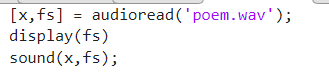 [x,fs] = audioread('poem.wav');
display(fs)
sound(x,fs);